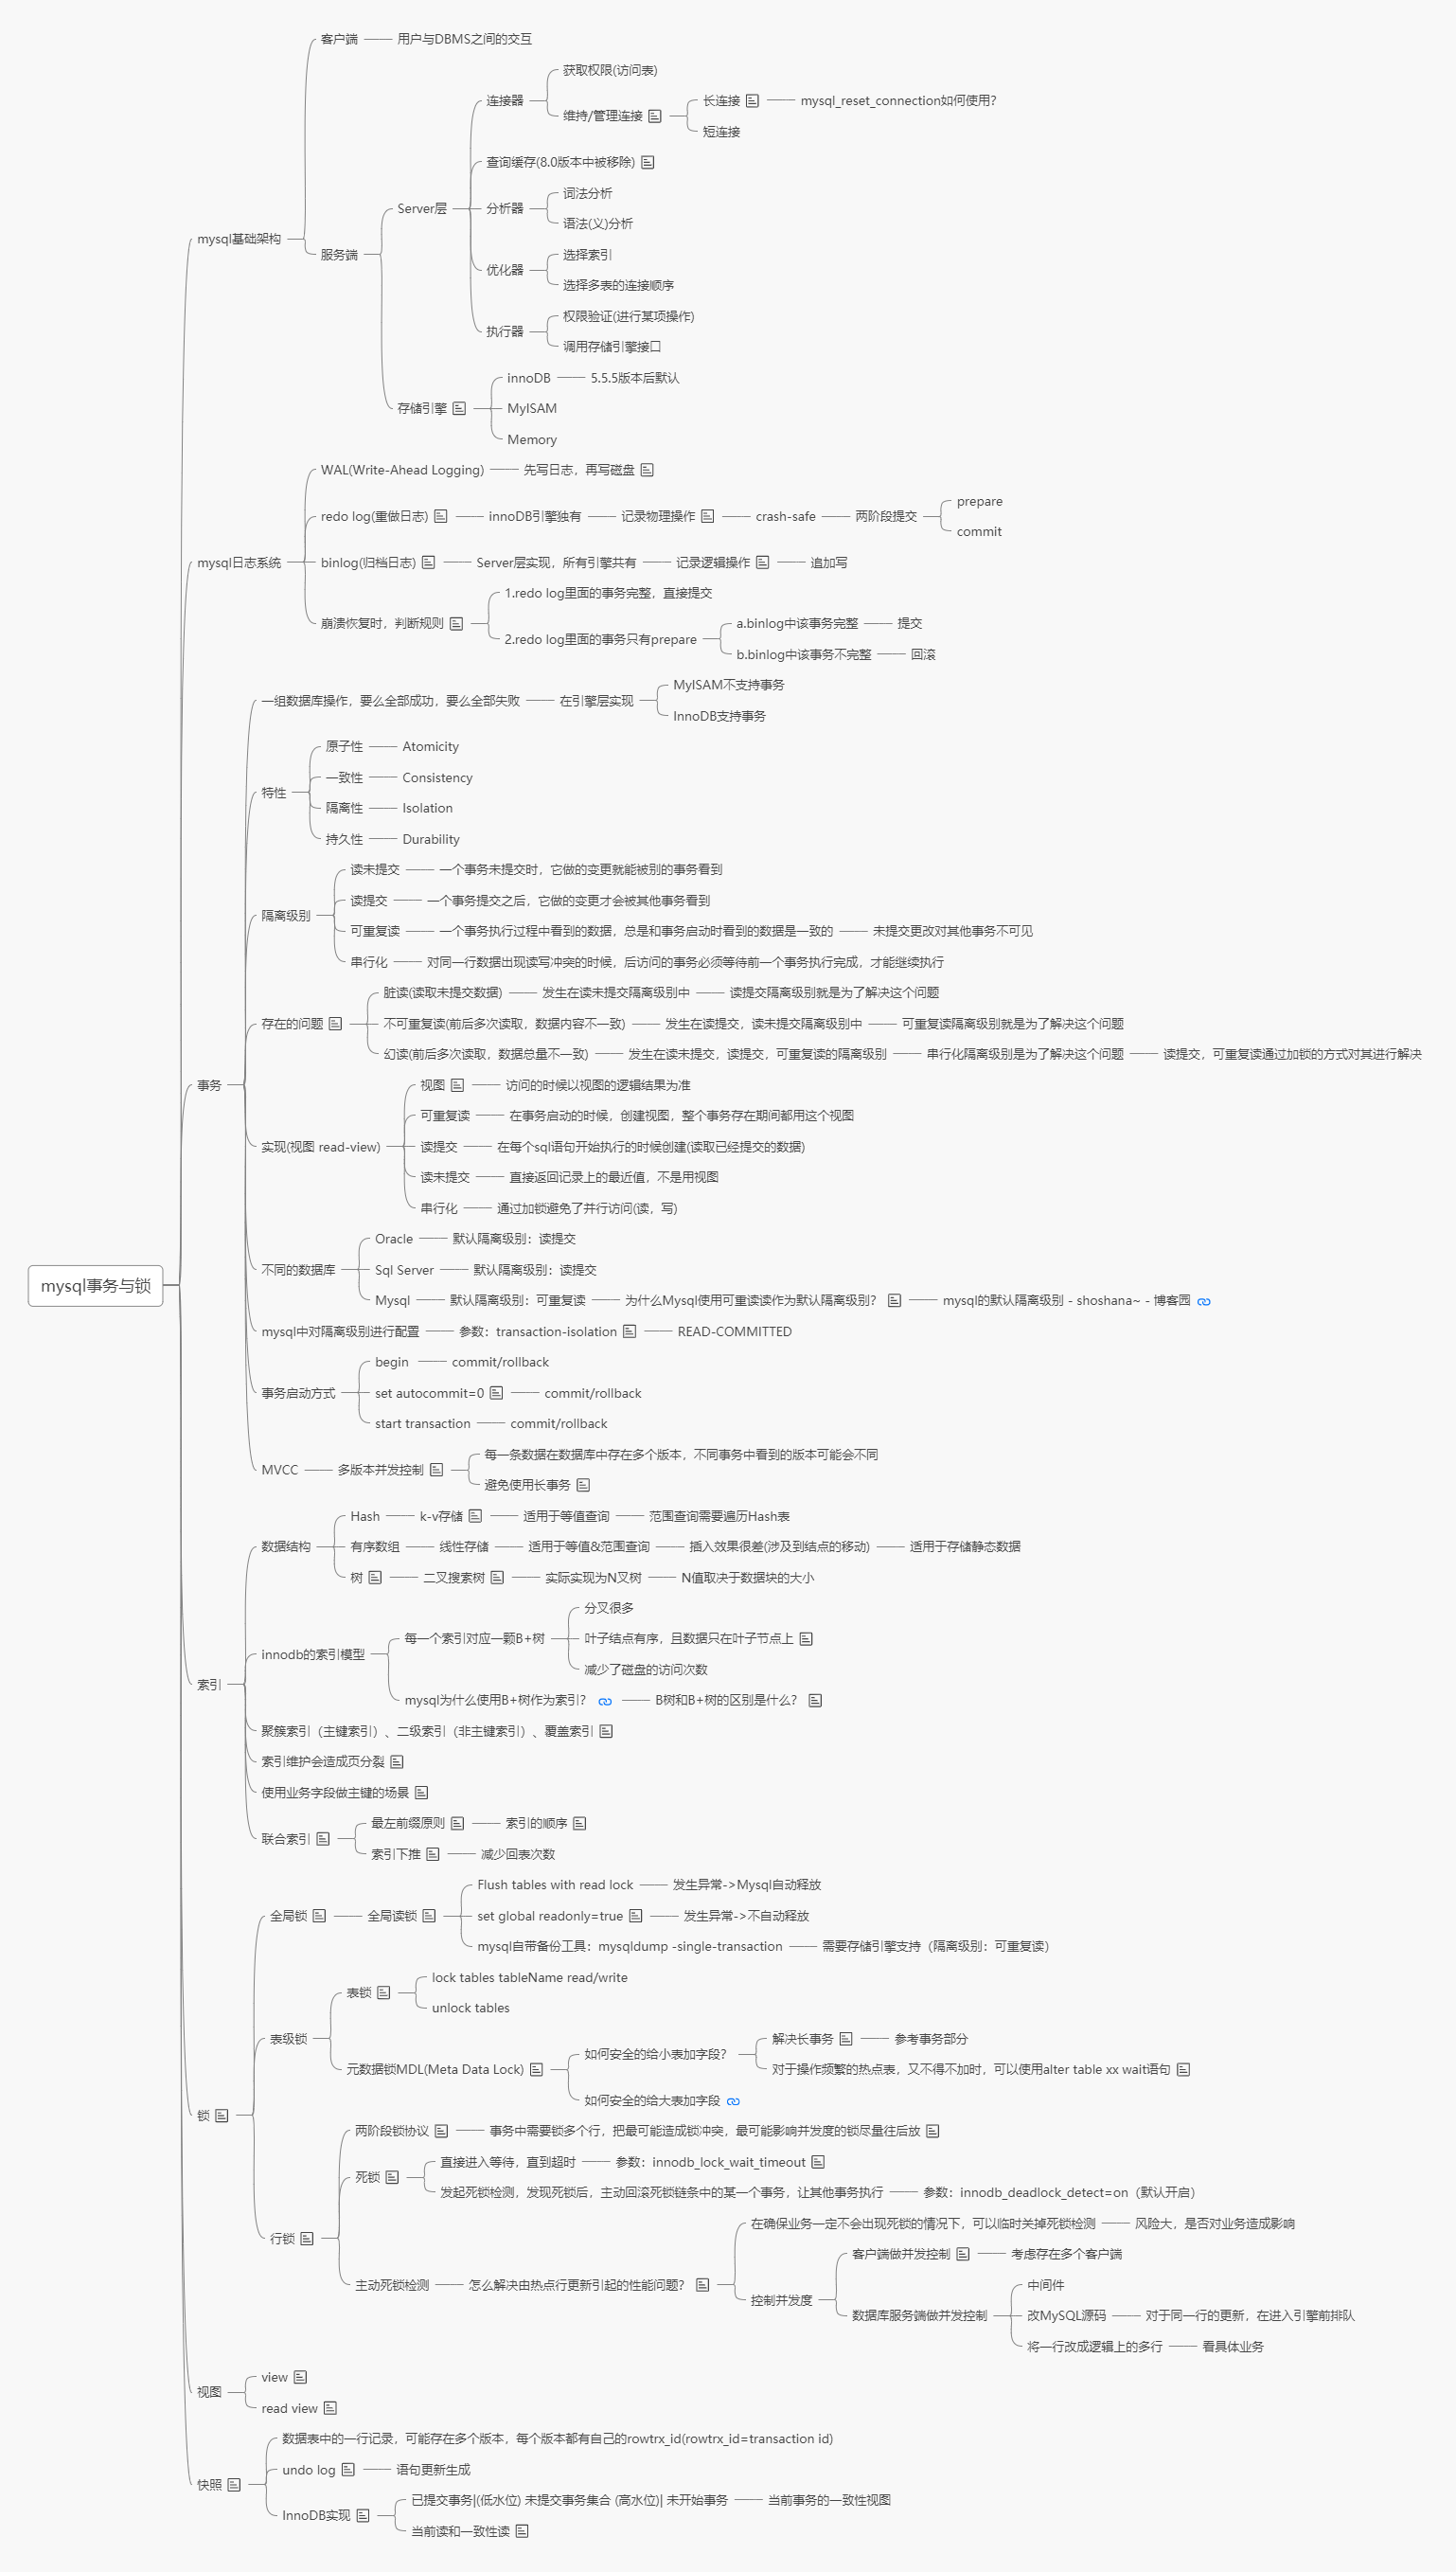 mysql事务与锁
mysql基础架构
客户端
用户与DBMS之间的交互
服务端
Server层
连接器
获取权限(访问表)
维持/管理连接
长连接
mysql_reset_connection如何使用？
短连接
查询缓存(8.0版本中被移除)
分析器
词法分析
语法(义)分析
优化器
选择索引
选择多表的连接顺序
执行器
权限验证(进行某项操作)
调用存储引擎接口
存储引擎
innoDB
5.5.5版本后默认
MyISAM
Memory
mysql日志系统
WAL(Write-Ahead Logging)
先写日志，再写磁盘
redo log(重做日志)
innoDB引擎独有
记录物理操作
crash-safe
两阶段提交
prepare
commit
binlog(归档日志)
Server层实现，所有引擎共有
记录逻辑操作
追加写
崩溃恢复时，判断规则
1.redo log里面的事务完整，直接提交
2.redo log里面的事务只有prepare
a.binlog中该事务完整
提交
b.binlog中该事务不完整
回滚
事务
一组数据库操作，要么全部成功，要么全部失败
在引擎层实现
MyISAM不支持事务
InnoDB支持事务
特性
原子性
Atomicity
一致性
Consistency
隔离性
Isolation
持久性
Durability
隔离级别
读未提交
一个事务未提交时，它做的变更就能被别的事务看到
读提交
一个事务提交之后，它做的变更才会被其他事务看到
可重复读
一个事务执行过程中看到的数据，总是和事务启动时看到的数据是一致的
未提交更改对其他事务不可见
串行化
对同一行数据出现读写冲突的时候，后访问的事务必须等待前一个事务执行完成，才能继续执行
存在的问题
脏读(读取未提交数据)
发生在读未提交隔离级别中
读提交隔离级别就是为了解决这个问题
不可重复读(前后多次读取，数据内容不一致)
发生在读提交，读未提交隔离级别中
可重复读隔离级别就是为了解决这个问题
幻读(前后多次读取，数据总量不一致)
发生在读未提交，读提交，可重复读的隔离级别
串行化隔离级别是为了解决这个问题
读提交，可重复读通过加锁的方式对其进行解决
实现(视图 read-view)
视图
访问的时候以视图的逻辑结果为准
可重复读
在事务启动的时候，创建视图，整个事务存在期间都用这个视图
读提交
在每个sql语句开始执行的时候创建(读取已经提交的数据)
读未提交
直接返回记录上的最近值，不是用视图
串行化
通过加锁避免了并行访问(读，写)
不同的数据库
Oracle
默认隔离级别：读提交
Sql Server
默认隔离级别：读提交
Mysql
默认隔离级别：可重复读
为什么Mysql使用可重读读作为默认隔离级别？
mysql的默认隔离级别 - shoshana~ - 博客园
mysql中对隔离级别进行配置
参数：transaction-isolation
READ-COMMITTED
事务启动方式
begin
commit/rollback
set autocommit=0
commit/rollback
start transaction
commit/rollback
MVCC
多版本并发控制
每一条数据在数据库中存在多个版本，不同事务中看到的版本可能会不同
避免使用长事务
索引
数据结构
Hash
k-v存储
适用于等值查询
范围查询需要遍历Hash表
有序数组
线性存储
适用于等值&范围查询
插入效果很差(涉及到结点的移动)
适用于存储静态数据
树
二叉搜索树
实际实现为N叉树
N值取决于数据块的大小
innodb的索引模型
每一个索引对应一颗B+树
分叉很多
叶子结点有序，且数据只在叶子节点上
减少了磁盘的访问次数
mysql为什么使用B+树作为索引？
B树和B+树的区别是什么？
聚簇索引（主键索引）、二级索引（非主键索引）、覆盖索引
索引维护会造成页分裂
使用业务字段做主键的场景
联合索引
最左前缀原则
索引的顺序
索引下推
减少回表次数
锁
全局锁
全局读锁
Flush tables with read lock
发生异常->Mysql自动释放
set global readonly=true
发生异常->不自动释放
mysql自带备份工具：mysqldump -single-transaction
需要存储引擎支持（隔离级别：可重复读）
表级锁
表锁
lock tables tableName read/write
unlock tables
元数据锁MDL(Meta Data Lock)
如何安全的给小表加字段？
解决长事务
参考事务部分
对于操作频繁的热点表，又不得不加时，可以使用alter table xx wait语句
如何安全的给大表加字段
行锁
两阶段锁协议
事务中需要锁多个行，把最可能造成锁冲突，最可能影响并发度的锁尽量往后放
死锁
直接进入等待，直到超时
参数：innodb_lock_wait_timeout
发起死锁检测，发现死锁后，主动回滚死锁链条中的某一个事务，让其他事务执行
参数：innodb_deadlock_detect=on（默认开启）
主动死锁检测
怎么解决由热点行更新引起的性能问题？
在确保业务一定不会出现死锁的情况下，可以临时关掉死锁检测
风险大，是否对业务造成影响
控制并发度
客户端做并发控制
考虑存在多个客户端
数据库服务端做并发控制
中间件
改MySQL源码
对于同一行的更新，在进入引擎前排队
将一行改成逻辑上的多行
看具体业务
视图
view
read view
快照
数据表中的一行记录，可能存在多个版本，每个版本都有自己的rowtrx_id(rowtrx_id=transaction id)
undo log
语句更新生成
InnoDB实现
已提交事务|(低水位) 未提交事务集合 (高水位)| 未开始事务
当前事务的一致性视图
当前读和一致性读